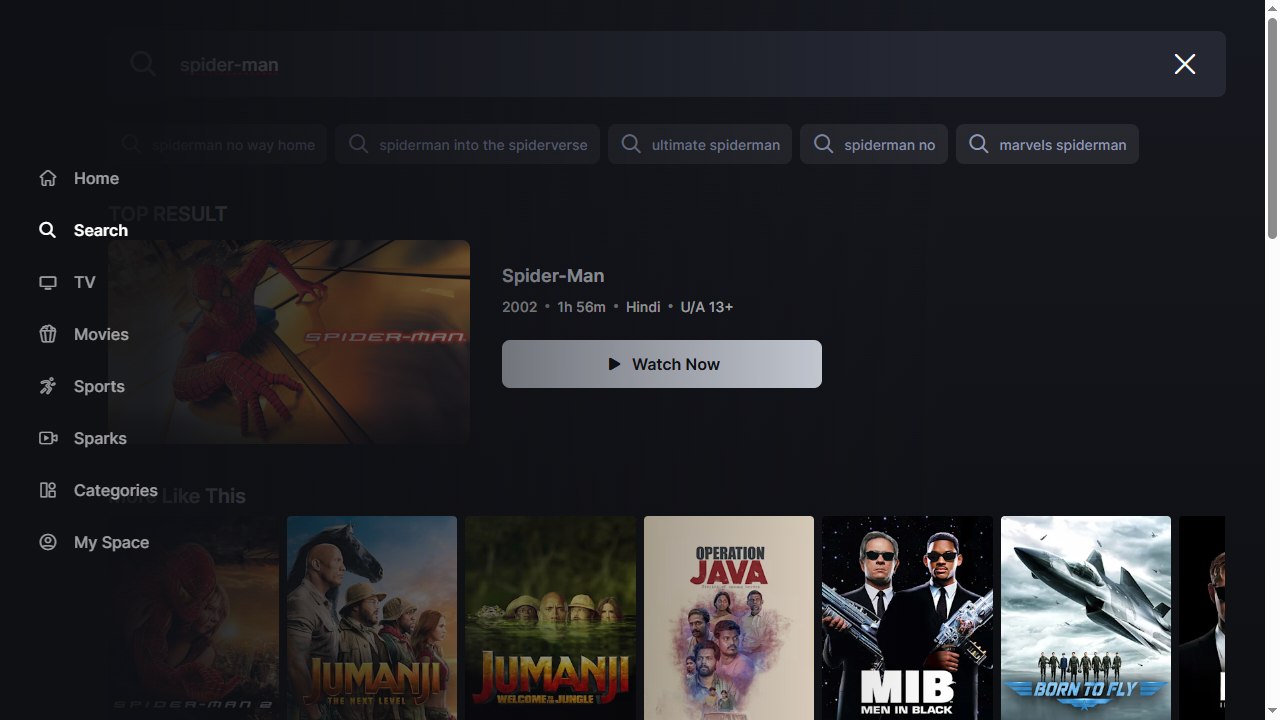 spider-man
spiderman no way home
spiderman into the spiderverse
ultimate spiderman
spiderman no
marvels spiderman
Home
TOP RESULT
Search
TV
Movies
Sports
Sparks
Categories
My Space
SPIDER-MAN
Spider-Man
2002 • 1h 56m • Hindi • U/A 13+
Watch Now
Like This
SPIDER-MAN 2
JUMANJI
THE NEXT LEVEL
JUMANJI
WELCOME TO THE JUNGLE
OPERATION
JAVA
MIB
MEN IN BLACK
BORN TO FLY